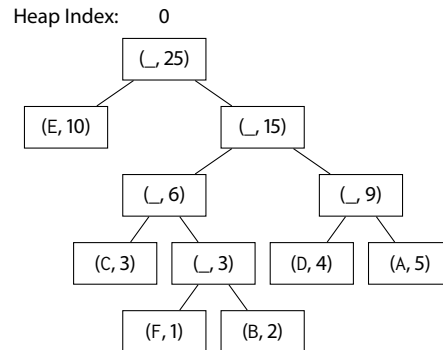 Heap Index: 0
(_, 25)
(E, 10) (_, 15)
(_, 6) (_, 9)
(C, 3) (_, 3) (D, 4) (A, 5)
(F, 1) (B, 2)